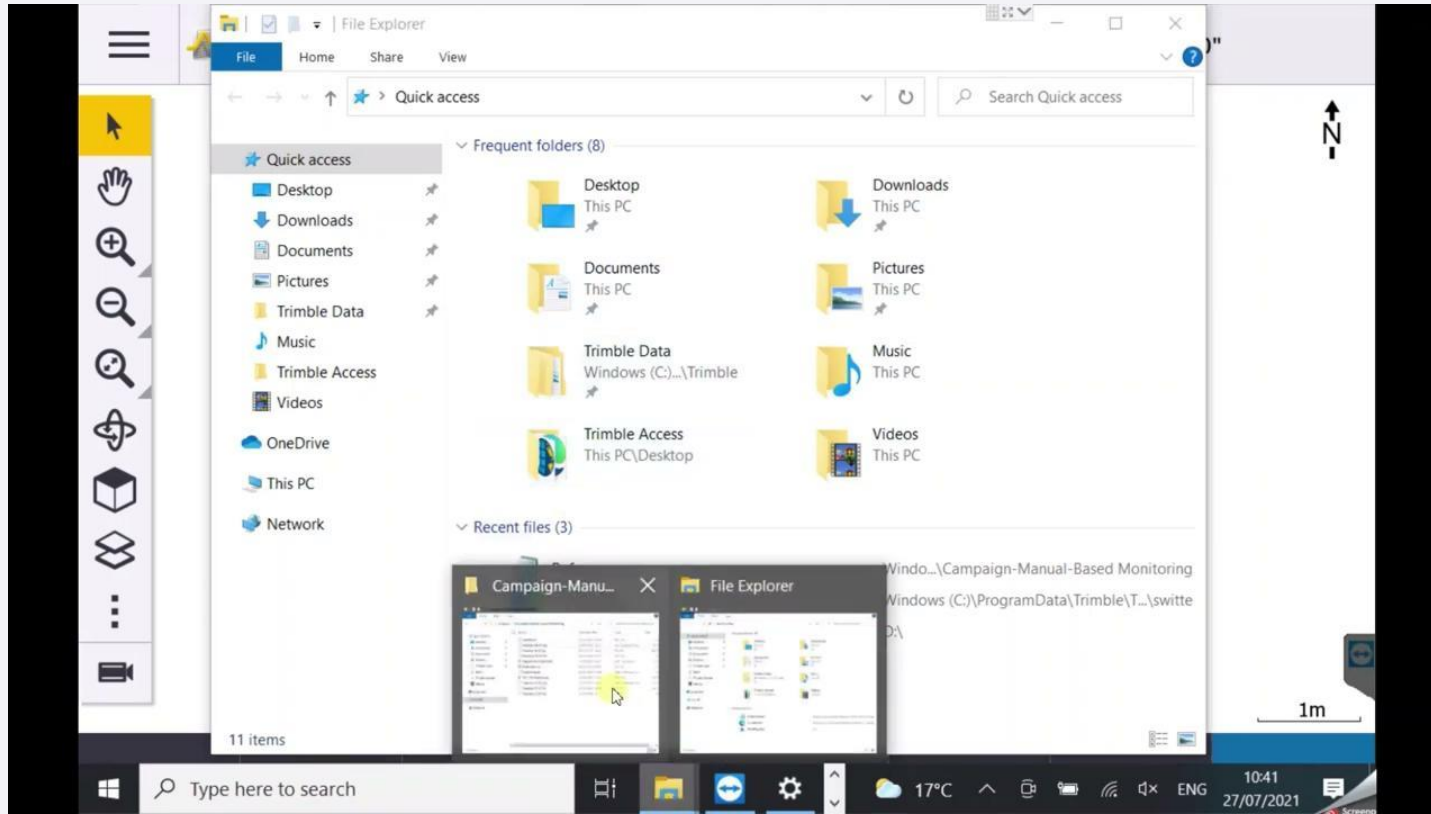 File Explorer
File Home Share View
Quick access
Search Quick access
N
Quick access
Desktop
Downloads
Documents
Pictures
Trimble Data
Music
Trimble Access
Videos
OneDrive
This PC
Network
Frequent folders (8)
Desktop
This PC
Downloads
This PC
Documents
This PC
Pictures
This PC
Trimble Data
Windows (C:)...\Trimble
Music
This PC
Trimble Access
This PC\Desktop
Videos
This PC
Recent files (3)
Windo...\Campaign-Manual-Based Monitoring
Windows (C:)\ProgramData\Trimble\T...\switte
D:\
Campaign-Manu...
File Explorer
1m
11 items
Type here to search
17°C
ENG
10:41
27/07/2021